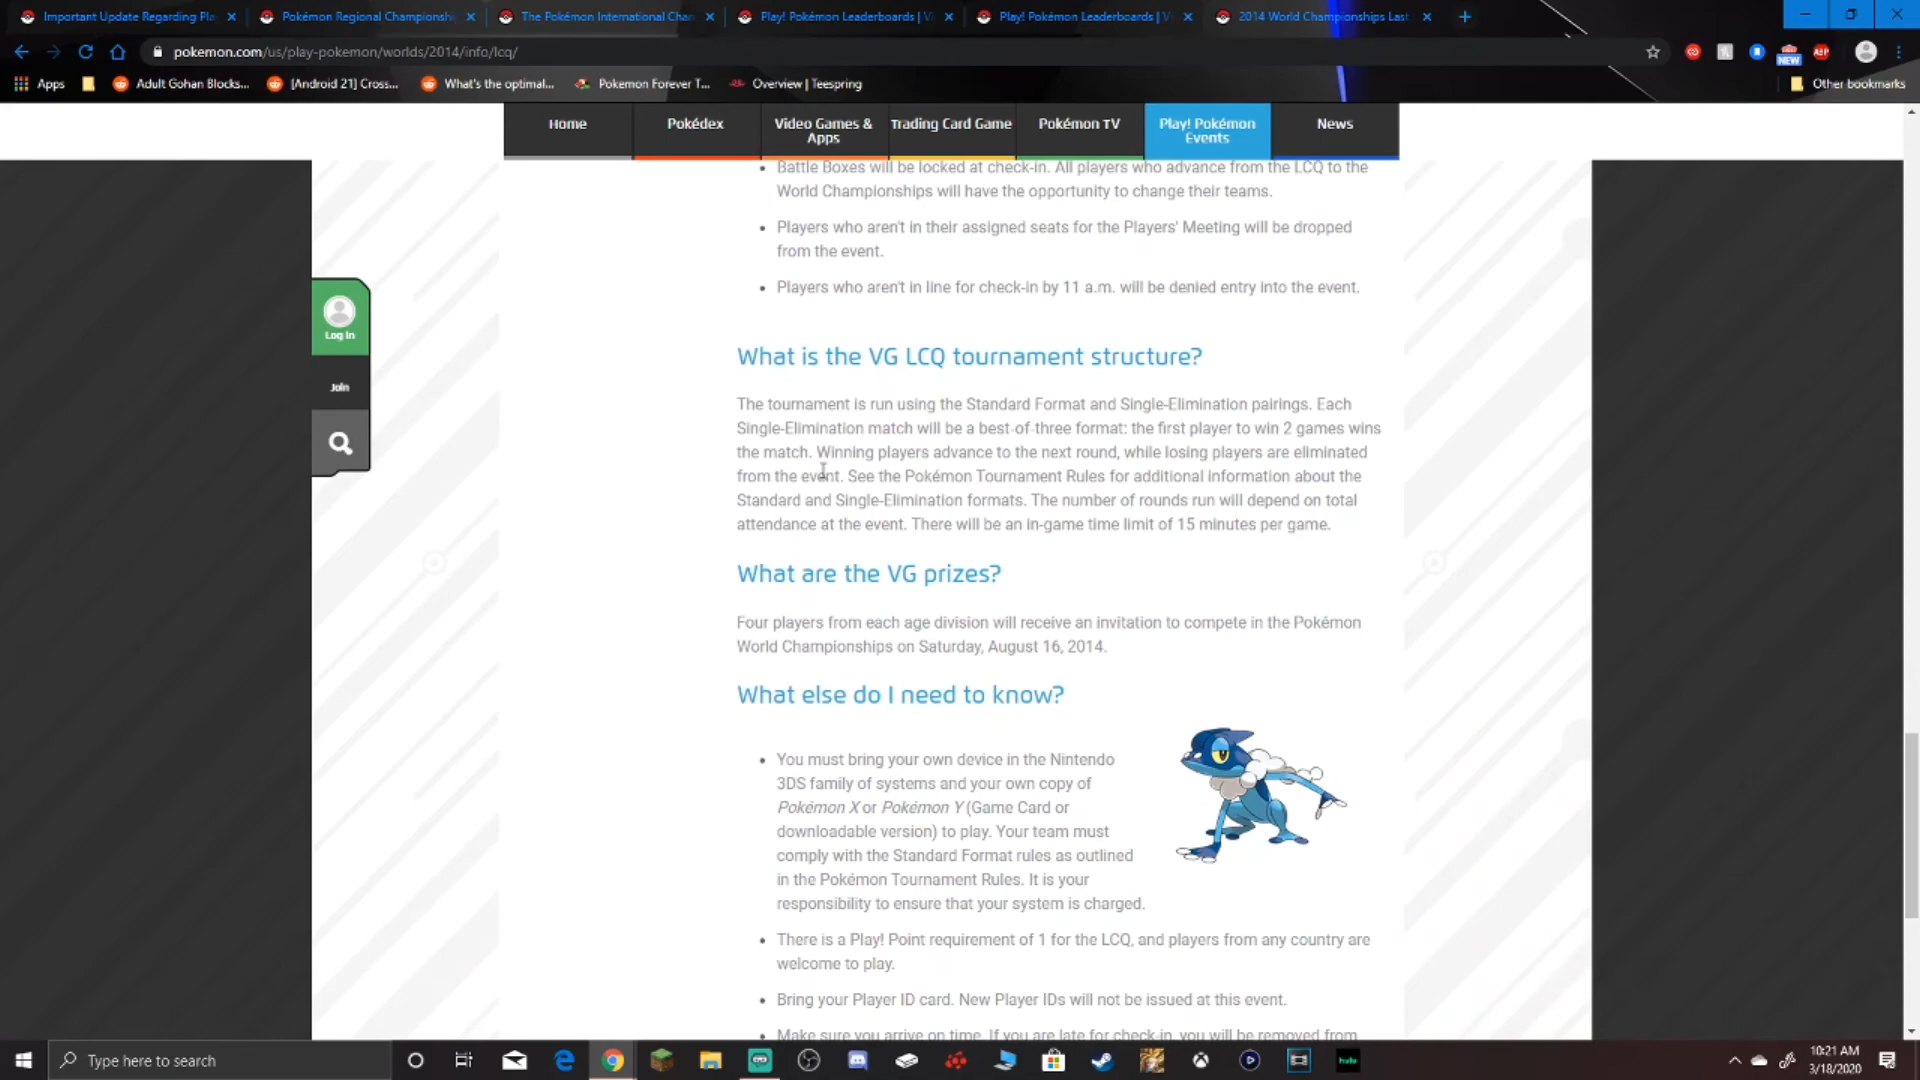 Important Update Regarding Pla
Pokémon Regional Championshi
The Pokémon International Cham
Play! Pokémon Leaderboards | Vi
Play! Pokémon Leaderboards | Vi
2014 World Championships Last
pokemon.com/us/play-pokemon/worlds/2014/info/lcq/
NEW
ABP
Apps
Adult Gohan Blocks...
[Android 21] Cross...
What's the optimal...
Pokemon Forever T...
Overview | Teespring
Other bookmarks
Home
Pokédex
Video Games & Apps
Trading Card Game
Pokémon TV
Play! Pokémon Events
News
Log In
Join
• Battle Boxes will be locked at check-in. All players who advance from the LCQ to the
World Championships will have the opportunity to change their teams.
• Players who aren't in their assigned seats for the Players' Meeting will be dropped
from the event.
• Players who aren't in line for check-in by 11 a.m. will be denied entry into the event.
What is the VG LCQ tournament structure?
The tournament is run using the Standard Format and Single-Elimination pairings. Each
Single-Elimination match will be a best-of-three format: the first player to win 2 games wins
the match. Winning players advance to the next round, while losing players are eliminated
from the event. See the Pokémon Tournament Rules for additional information about the
Standard and Single-Elimination formats. The number of rounds run will depend on total
attendance at the event. There will be an in-game time limit of 15 minutes per game.
What are the VG prizes?
Four players from each age division will receive an invitation to compete in the Pokémon
World Championships on Saturday, August 16, 2014.
What else do I need to know?
• You must bring your own device in the Nintendo
3DS family of systems and your own copy of
Pokémon X or Pokémon Y (Game Card or
downloadable version) to play. Your team must
comply with the Standard Format rules as outlined
in the Pokémon Tournament Rules. It is your
responsibility to ensure that your system is charged.
• There is a Play! Point requirement of 1 for the LCQ, and players from any country are
welcome to play.
• Bring your Player ID card. New Player IDs will not be issued at this event.
• Make sure you arrive on time. If you are late for check-in, you will be removed from
Type here to search
hulu
10:21 AM
3/18/2020